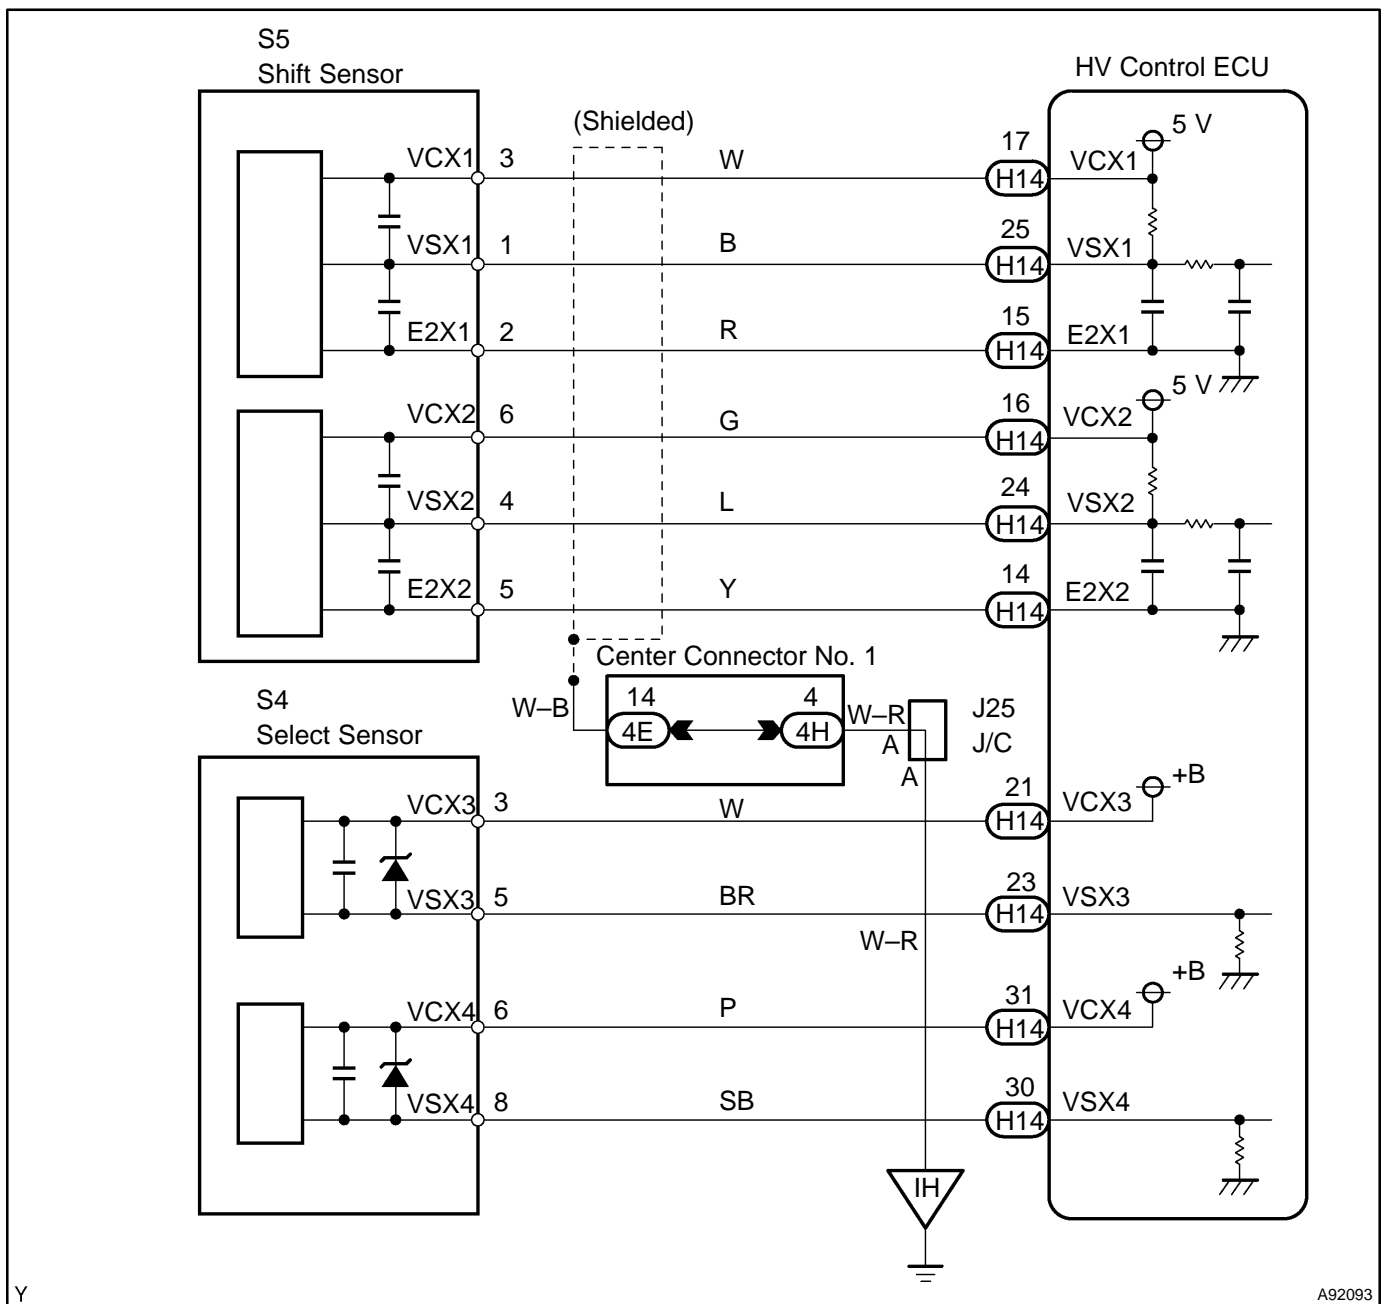 S5
Shift Sensor
HV Control ECU
(Shielded)
5 V
VCX1 3 W 17 H14 VCX1
VSX1 1 B 25 H14 VSX1
E2X1 2 R 15 H14 E2X1
5 V
VCX2 6 G 16 H14 VCX2
VSX2 4 L 24 H14 VSX2
E2X2 5 Y 14 H14 E2X2
Center Connector No. 1
W–B 14 4E 4 4H W–R A
J25
J/C
A
S4
Select Sensor
+B
VCX3 3 W 21 H14 VCX3
VSX3 5 BR 23 H14 VSX3
W–R
+B
VCX4 6 P 31 H14 VCX4
VSX4 8 SB 30 H14 VSX4
IH
Y
A92093